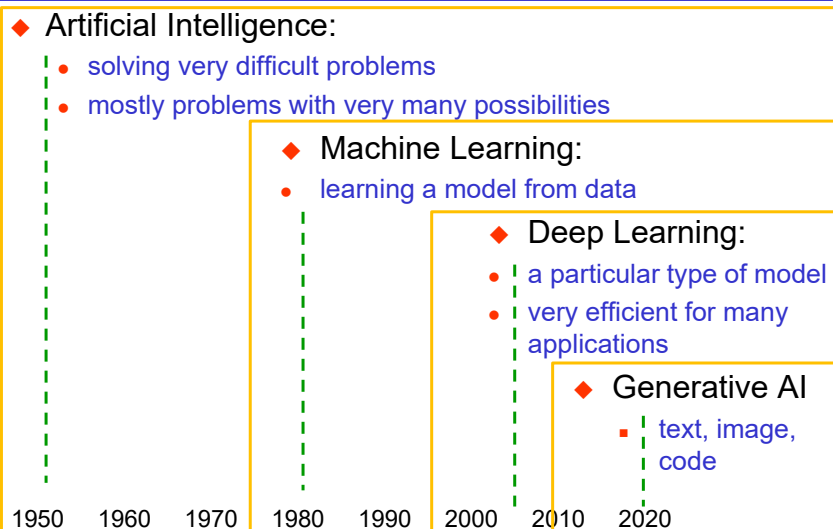 Artificial Intelligence:
solving very difficult problems
mostly problems with very many possibilities
Machine Learning:
learning a model from data
Deep Learning:
a particular type of model
very efficient for many
applications
Generative AI
text, image,
code
1950 1960 1970 1980 1990 2000 2010 2020